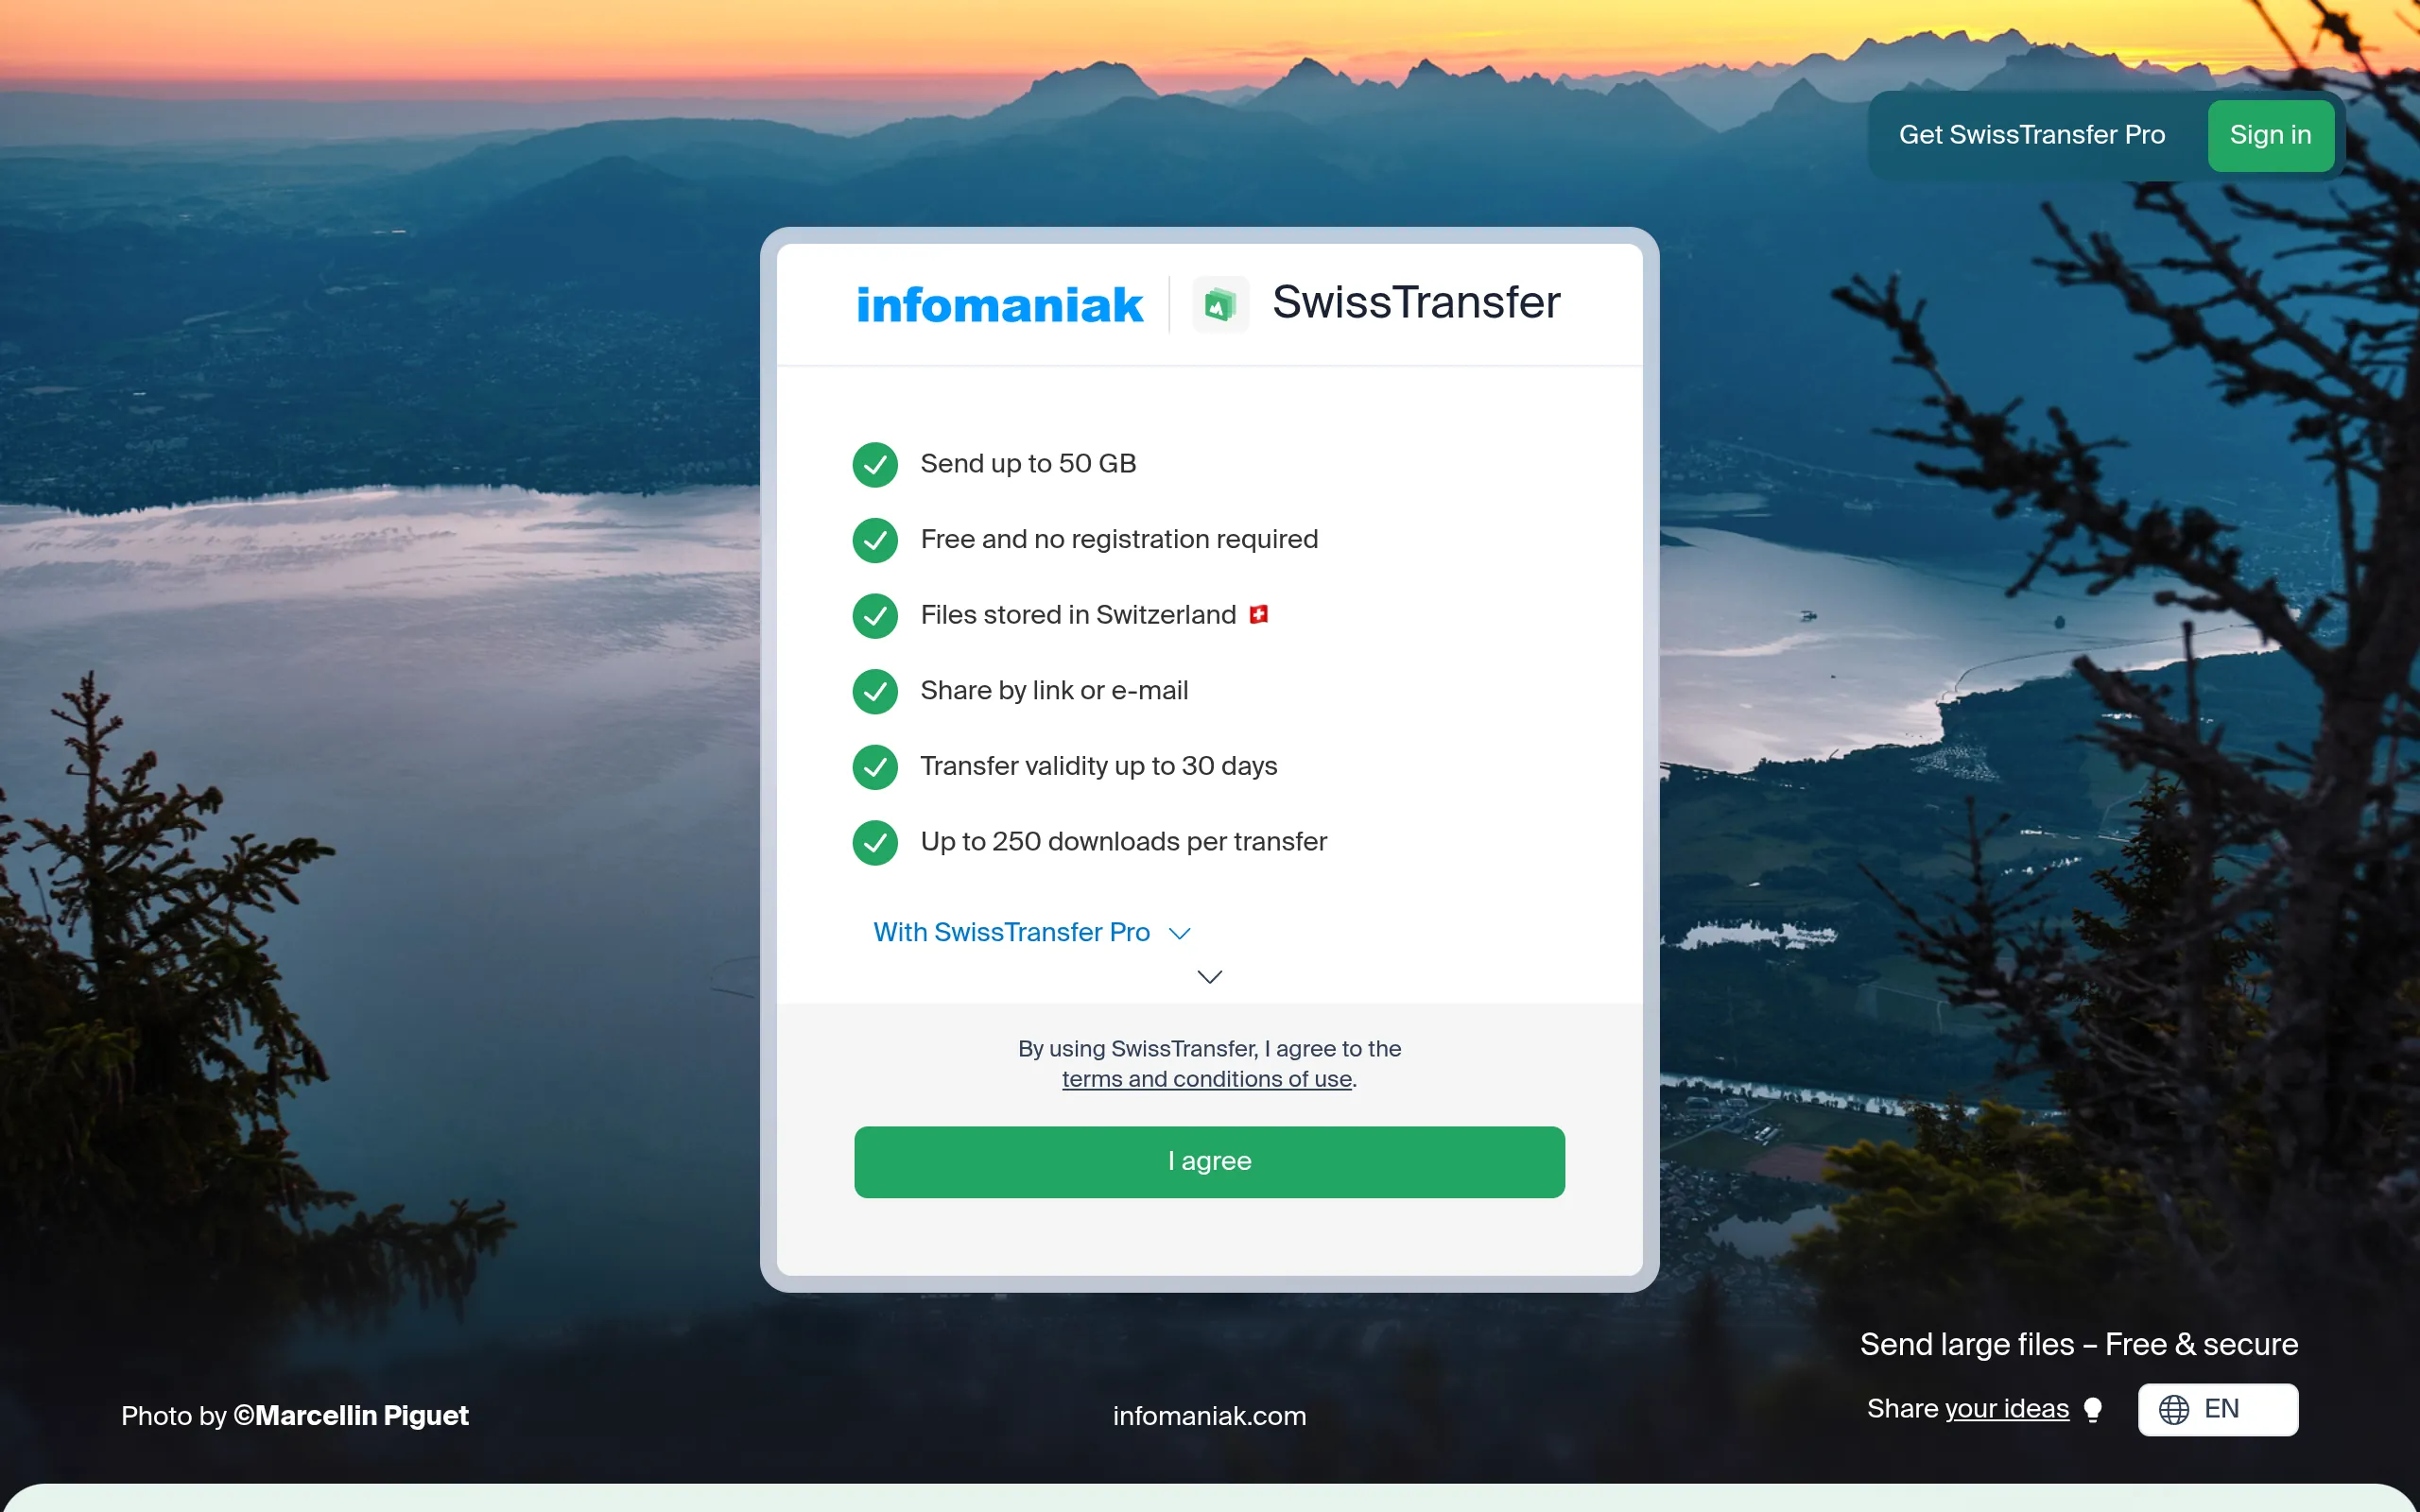 Get SwissTransfer Pro
Sign in
infomaniak
SwissTransfer
Send up to 50 GB
Free and no registration required
Files stored in Switzerland 🇨🇭
Share by link or e-mail
Transfer validity up to 30 days
Up to 250 downloads per transfer
With SwissTransfer Pro
By using SwissTransfer, I agree to the
terms and conditions of use.
I agree
Send large files – Free & secure
Photo by ©Marcellin Piguet
infomaniak.com
Share your ideas
EN